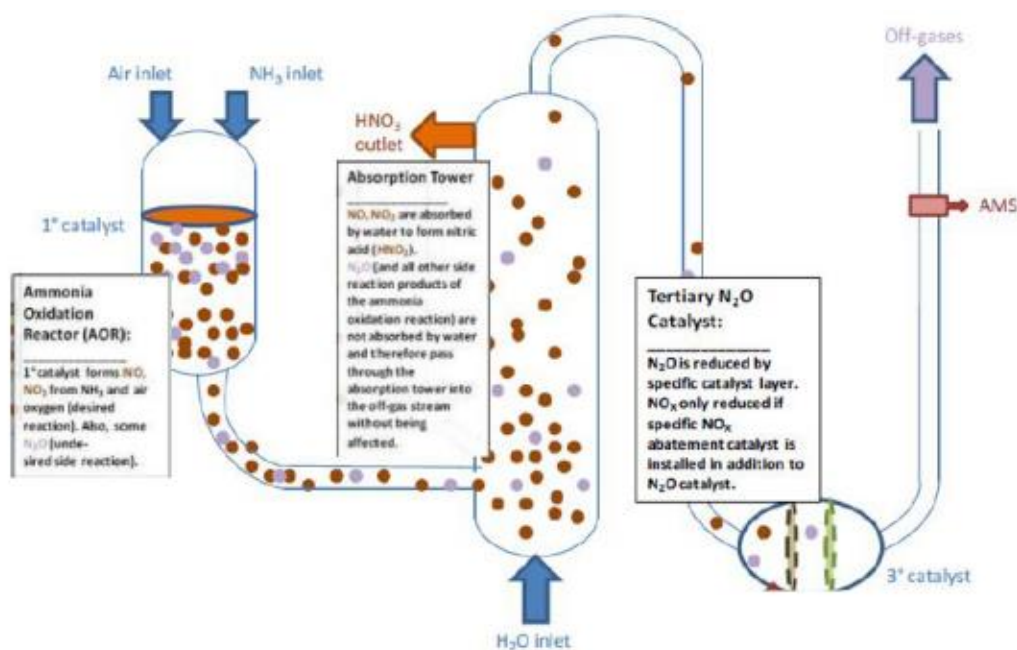 Air inlet
NH₃ inlet
Off-gases
HNO₃
outlet
1° catalyst
AMS
Ammonia
Oxidation
Reactor (AOR):
1° catalyst forms NO,
NO₂ from NH₃ and air
oxygen (desired
reaction). Also, some
N₂O (unde-
sired side reaction).
Absorption Tower
NO, NO₂ are absorbed
by water to form nitric
acid (HNO₃).
N₂O (and all other side
reaction products of
the ammonia
oxidation reaction) are
not absorbed by water
and therefore pass
through the
absorption tower into
the off-gas stream
without being
affected.
Tertiary N₂O
Catalyst:
N₂O is reduced by
specific catalyst layer.
NOₓ only reduced if
specific NOₓ
abatement catalyst is
installed in addition to
N₂O catalyst.
3° catalyst
H₂O inlet